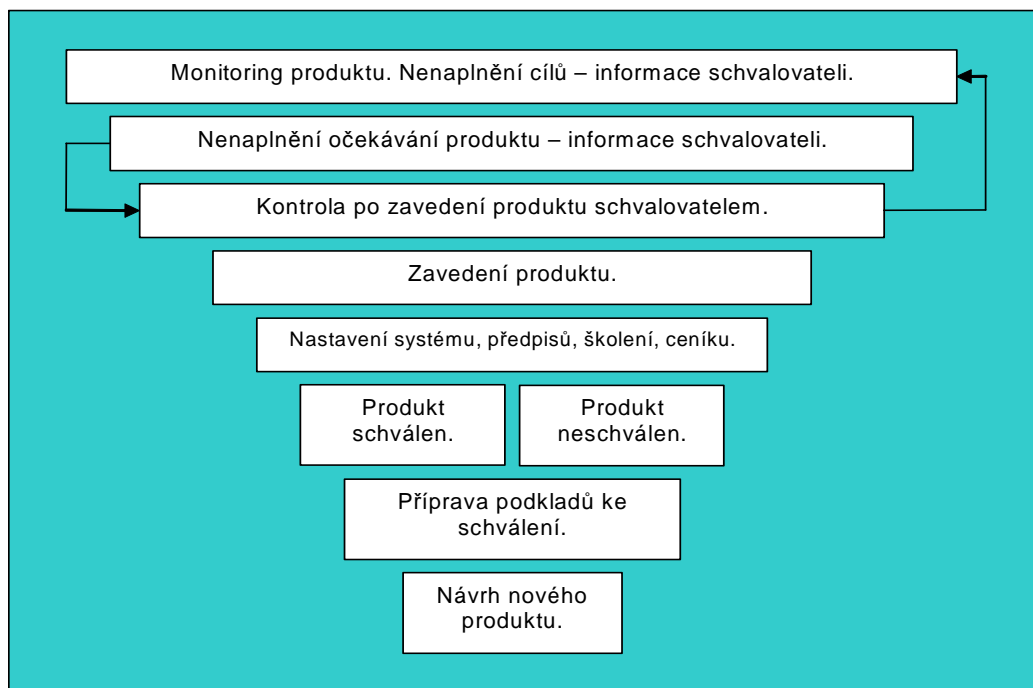 Monitoring produktu. Nenaplnění cílů – informace schvalovateli.
Nenaplnění očekávání produktu – informace schvalovateli.
Kontrola po zavedení produktu schvalovatelem.
Zavedení produktu.
Nastavení systému, předpisů, školení, ceníku.
Produkt
schválen.
Produkt
neschválen.
Příprava podkladů ke
schválení.
Návrh nového
produktu.